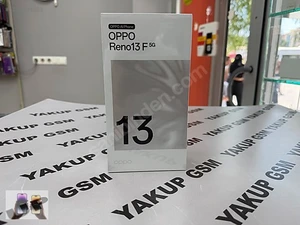 OPPO AI Phone
OPPO
Reno13 F 5G
13
YAKUP GSM
YAKUP GSM
YAKUP GSM
YAKUP GSM